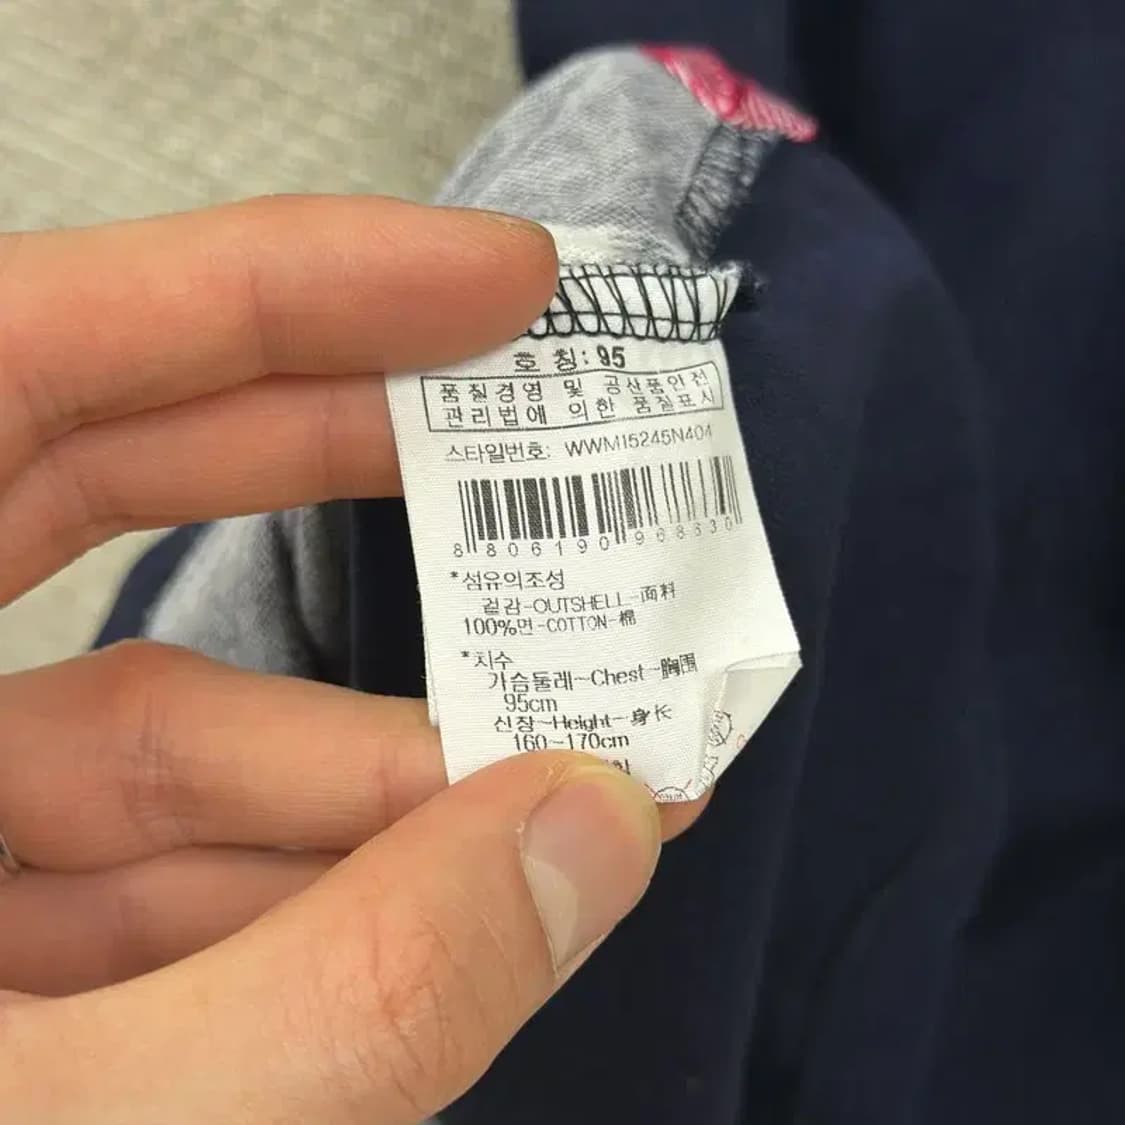 호 칭: 95
품질경영 및 공산품안전
관리법에 의한 품질표시
스타일번호: WWM15245N404
8 806190 968630
*섬유의조성
겉감-OUTSHELL-面料
100%면-COTTON-棉
*치수
가슴둘레-Chest-胸围
95cm
신장-Height-身长
160~170cm